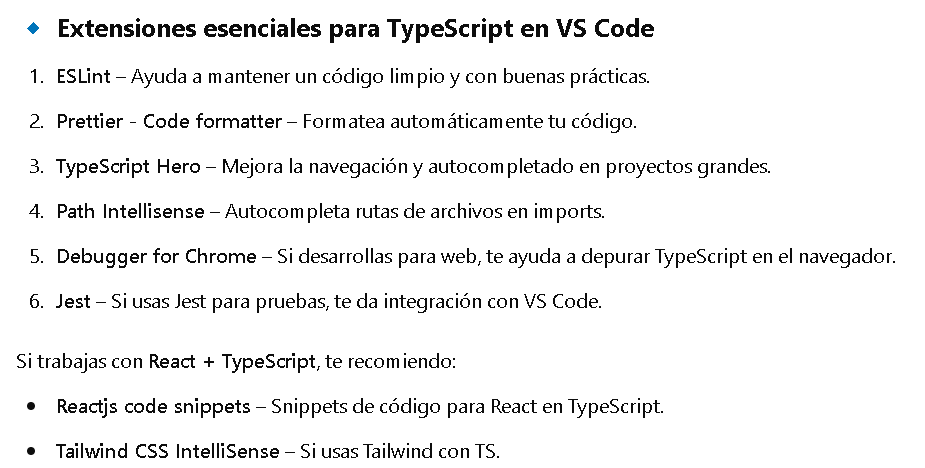 Extensiones esenciales para TypeScript en VS Code
1. ESLint – Ayuda a mantener un código limpio y con buenas prácticas.
2. Prettier - Code formatter – Formatea automáticamente tu código.
3. TypeScript Hero – Mejora la navegación y autocompletado en proyectos grandes.
4. Path Intellisense – Autocompleta rutas de archivos en imports.
5. Debugger for Chrome – Si desarrollas para web, te ayuda a depurar TypeScript en el navegador.
6. Jest – Si usas Jest para pruebas, te da integración con VS Code.
Si trabajas con React + TypeScript, te recomiendo:
• Reactjs code snippets – Snippets de código para React en TypeScript.
• Tailwind CSS IntelliSense – Si usas Tailwind con TS.